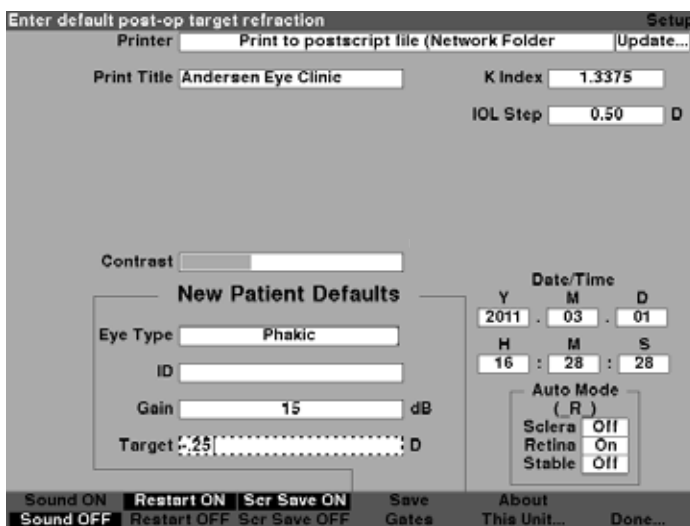 Enter default post-op target refraction Setup
Printer Print to postscript file (Network Folder Update...
Print Title Andersen Eye Clinic K Index 1.3375
IOL Step 0.50 D
Contrast
New Patient Defaults
Date/Time
Y M D
2011 . 03 . 01
Eye Type Phakic
H M S
16 : 28 : 28
ID
Auto Mode
(_R_)
Gain 15 dB
Sclera Off
Target -.25 D
Retina On
Stable Off
Sound ON Restart ON Scr Save ON Save About
Sound OFF Restart OFF Scr Save OFF Gates This Unit... Done...